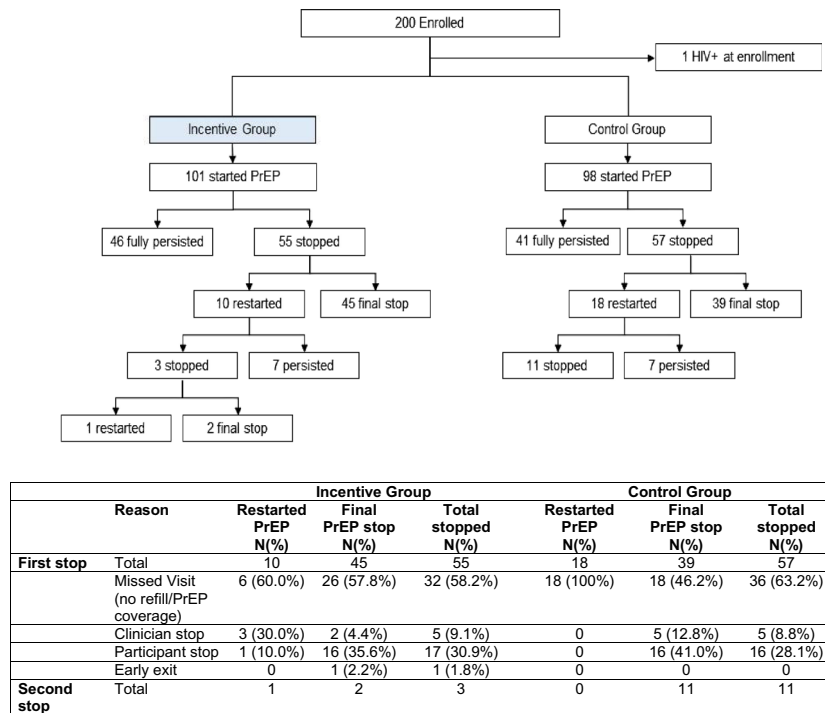 200 Enrolled
1 HIV+ at enrollment
Incentive Group
Control Group
101 started PrEP
98 started PrEP
46 fully persisted
55 stopped
41 fully persisted
57 stopped
10 restarted
45 final stop
18 restarted
39 final stop
3 stopped
7 persisted
11 stopped
7 persisted
1 restarted
2 final stop
Incentive Group Control Group
Reason Restarted Final Total Restarted Final Total
PrEP PrEP stop stopped PrEP PrEP stop stopped
N(%) N(%) N(%) N(%) N(%) N(%)
First stop Total 10 45 55 18 39 57
Missed Visit 6 (60.0%) 26 (57.8%) 32 (58.2%) 18 (100%) 18 (46.2%) 36 (63.2%)
(no refill/PrEP
coverage)
Clinician stop 3 (30.0%) 2 (4.4%) 5 (9.1%) 0 5 (12.8%) 5 (8.8%)
Participant stop 1 (10.0%) 16 (35.6%) 17 (30.9%) 0 16 (41.0%) 16 (28.1%)
Early exit 0 1 (2.2%) 1 (1.8%) 0 0 0
Second Total 1 2 3 0 11 11
stop